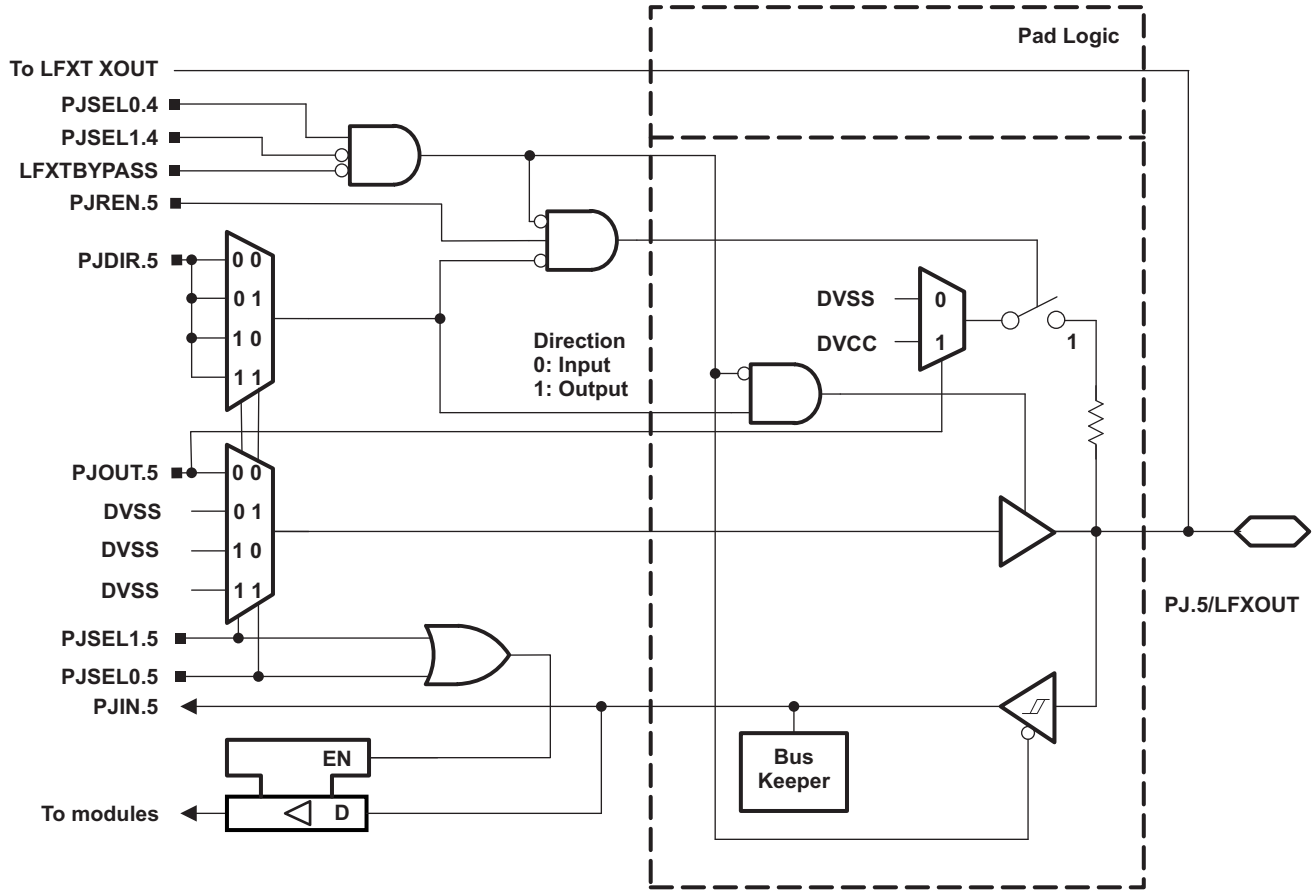 Pad Logic
To LFXT XOUT
PJSEL0.4
PJSEL1.4
LFXTBYPASS
PJREN.5
PJDIR.5
0 0
0 1
1 0
1 1
Direction
0: Input
1: Output
DVSS
0
DVCC
1
1
PJOUT.5
0 0
DVSS
0 1
DVSS
1 0
DVSS
1 1
PJ.5/LFXOUT
PJSEL1.5
PJSEL0.5
PJIN.5
Bus
Keeper
EN
To modules
D